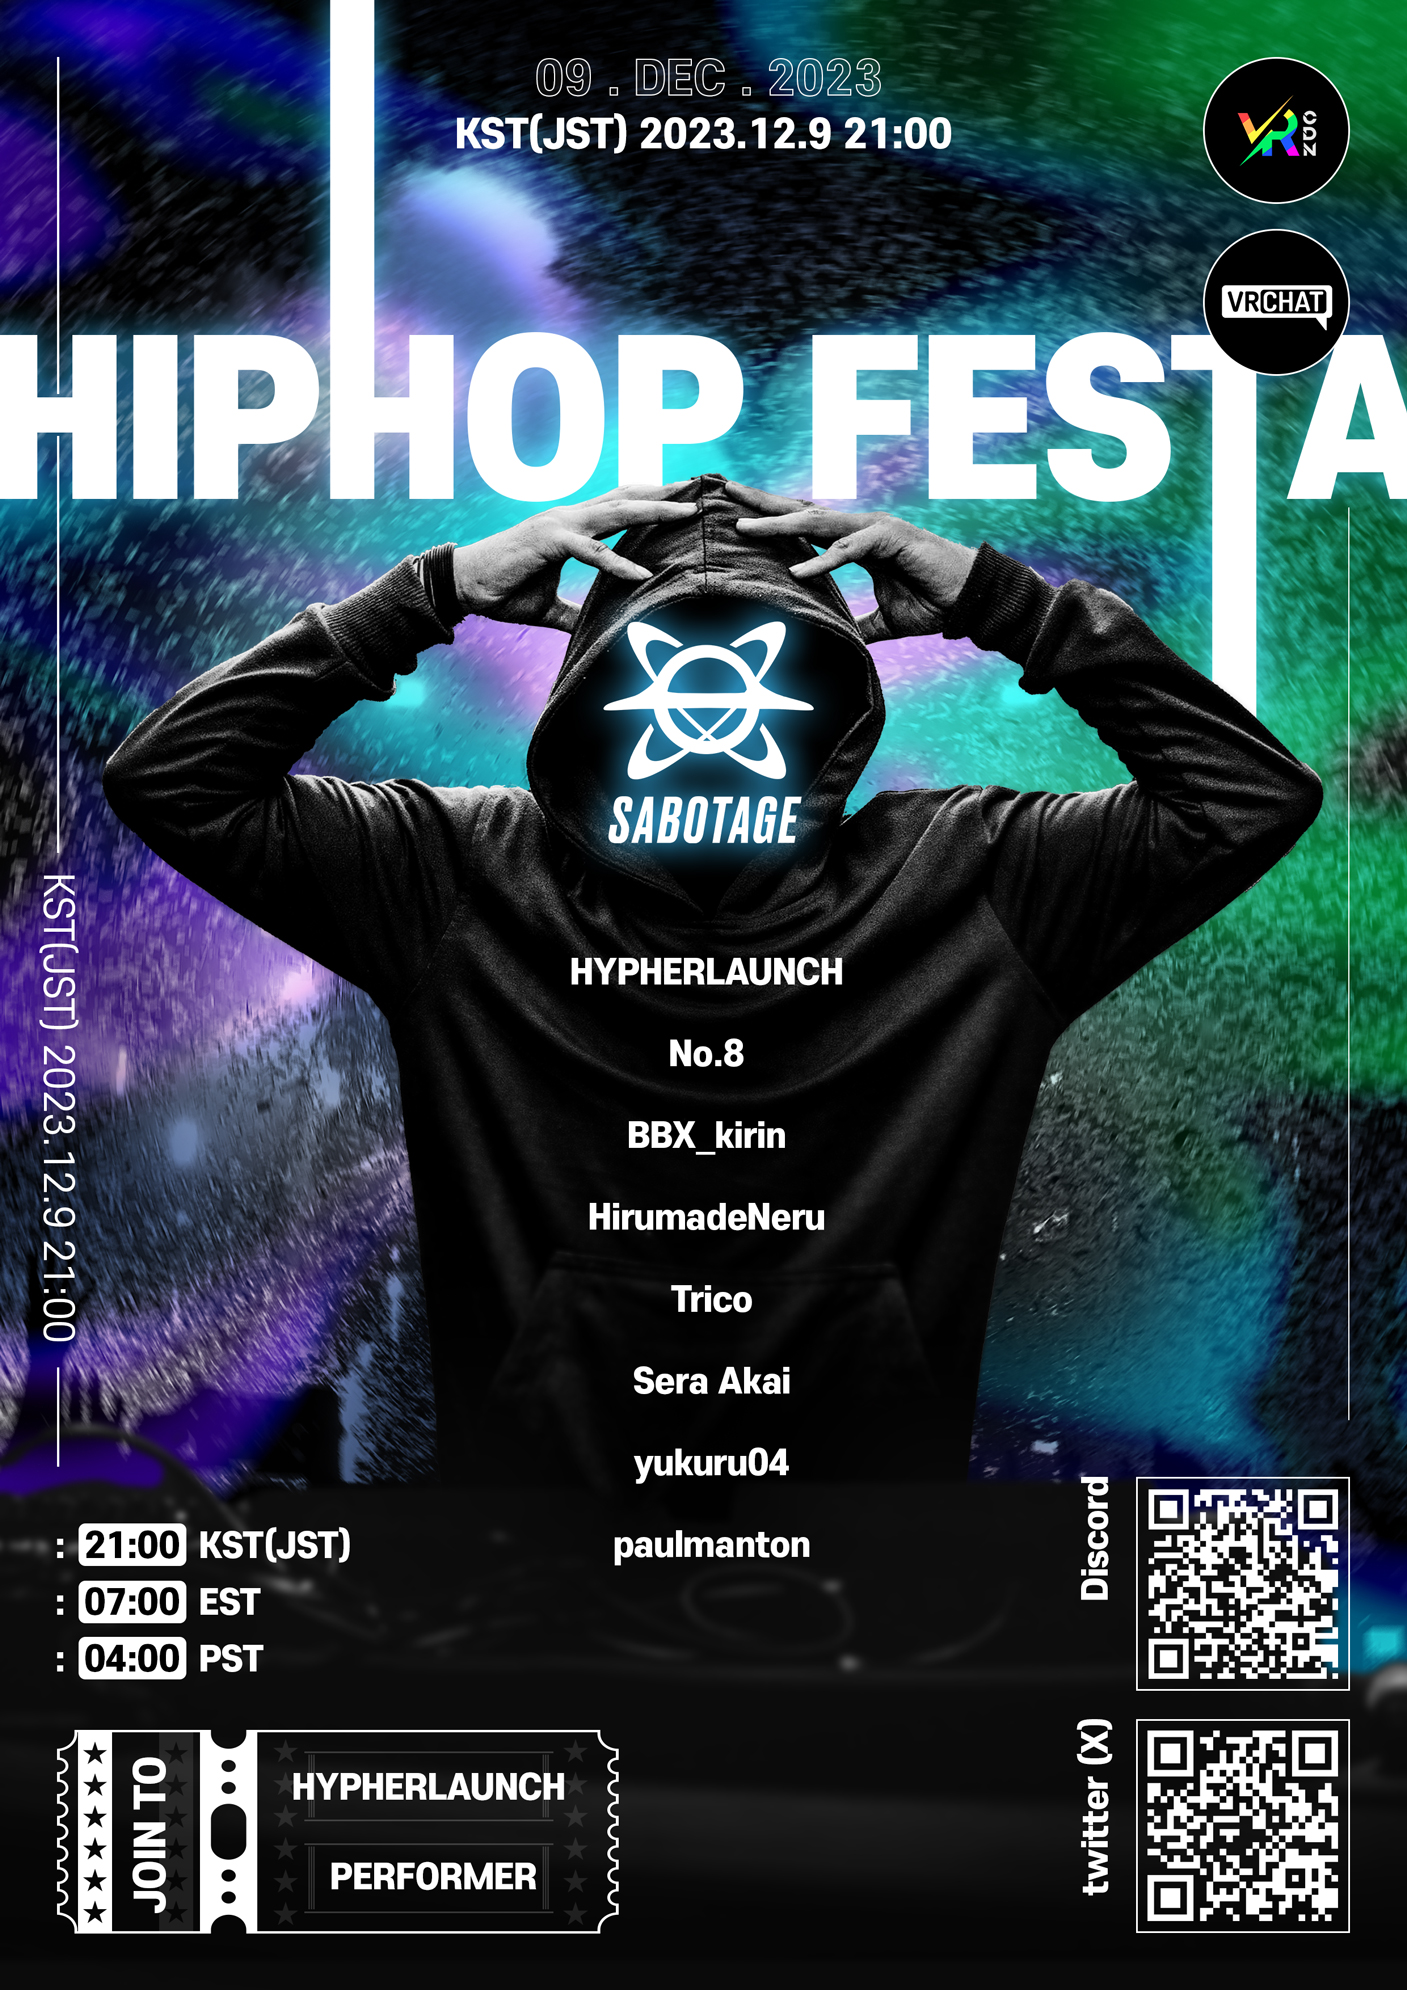 09 . DEC . 2023
KST(JST) 2023.12.9 21:00
VR CDN
VRCHAT
HIPHOP FESTA
SABOTAGE
KST(JST) 2023.12.9 21:00
HYPHERLAUNCH
No.8
BBX_kirin
HirumadeNeru
Trico
Sera Akai
yukuru04
paulmanton
: 21:00 KST(JST)
: 07:00 EST
: 04:00 PST
Discord
JOIN TO
HYPHERLAUNCH
PERFORMER
twitter (X)